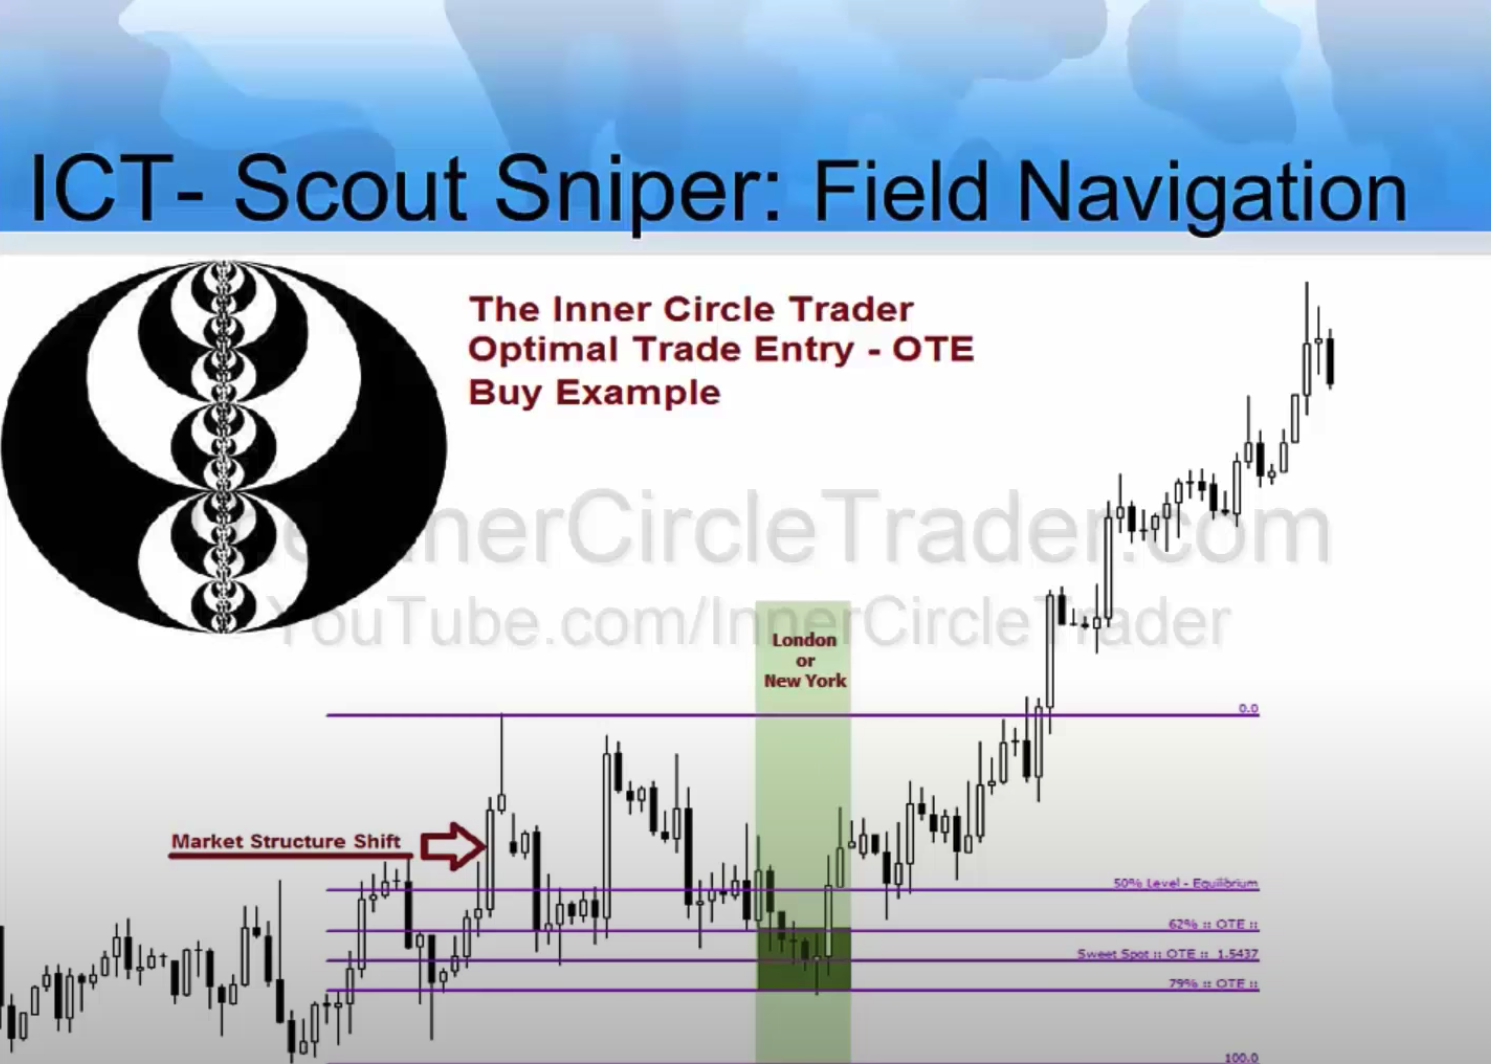 ICT- Scout Sniper: Field Navigation
The Inner Circle Trader
Optimal Trade Entry - OTE
Buy Example
InnerCircleTrader.com
YouTube.com/InnerCircleTrader
London
or
New York
0.0
Market Structure Shift
50% Level - Equilibrium
62% :: OTE ::
Sweet Spot :: OTE :: 1.5437
79% :: OTE ::
100.0